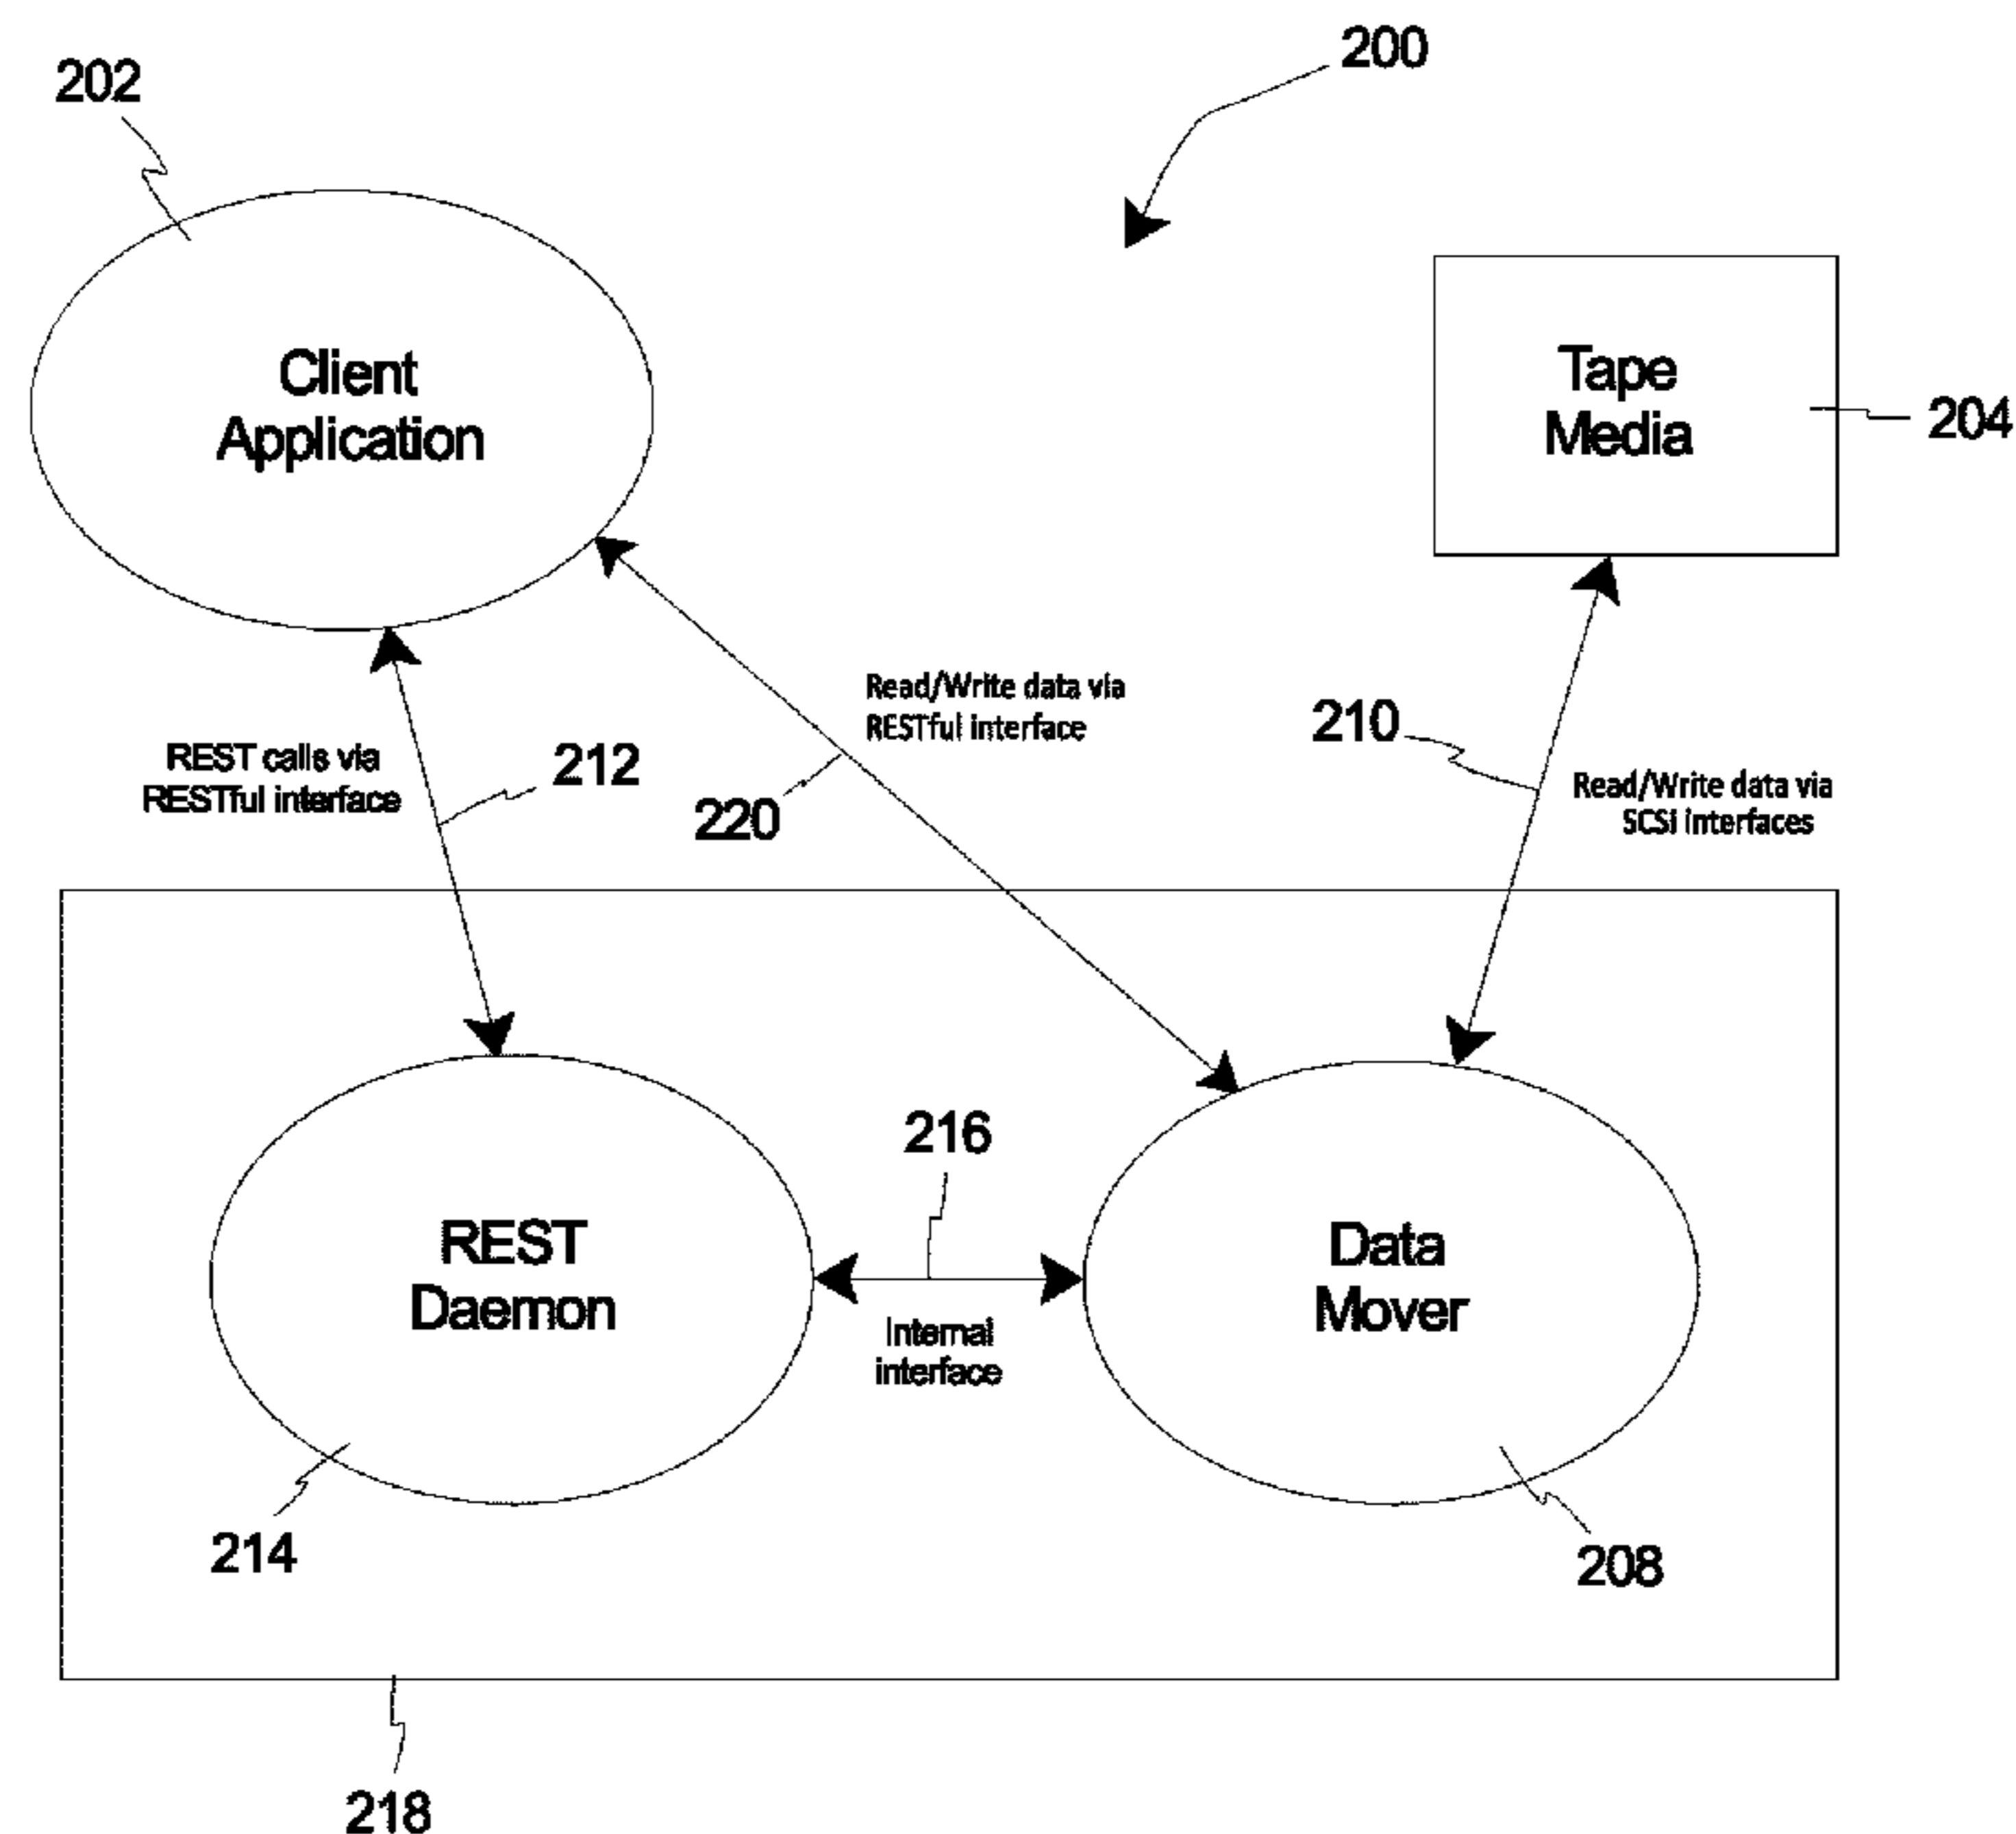 200
202
Client
Application
Tape
Media
204
Read/Write data via
RESTful interface
210
REST calls via
RESTful interface
212
220
Read/Write data via
SCSI interfaces
216
REST
Daemon
Data
Mover
Internal
interface
214
208
218